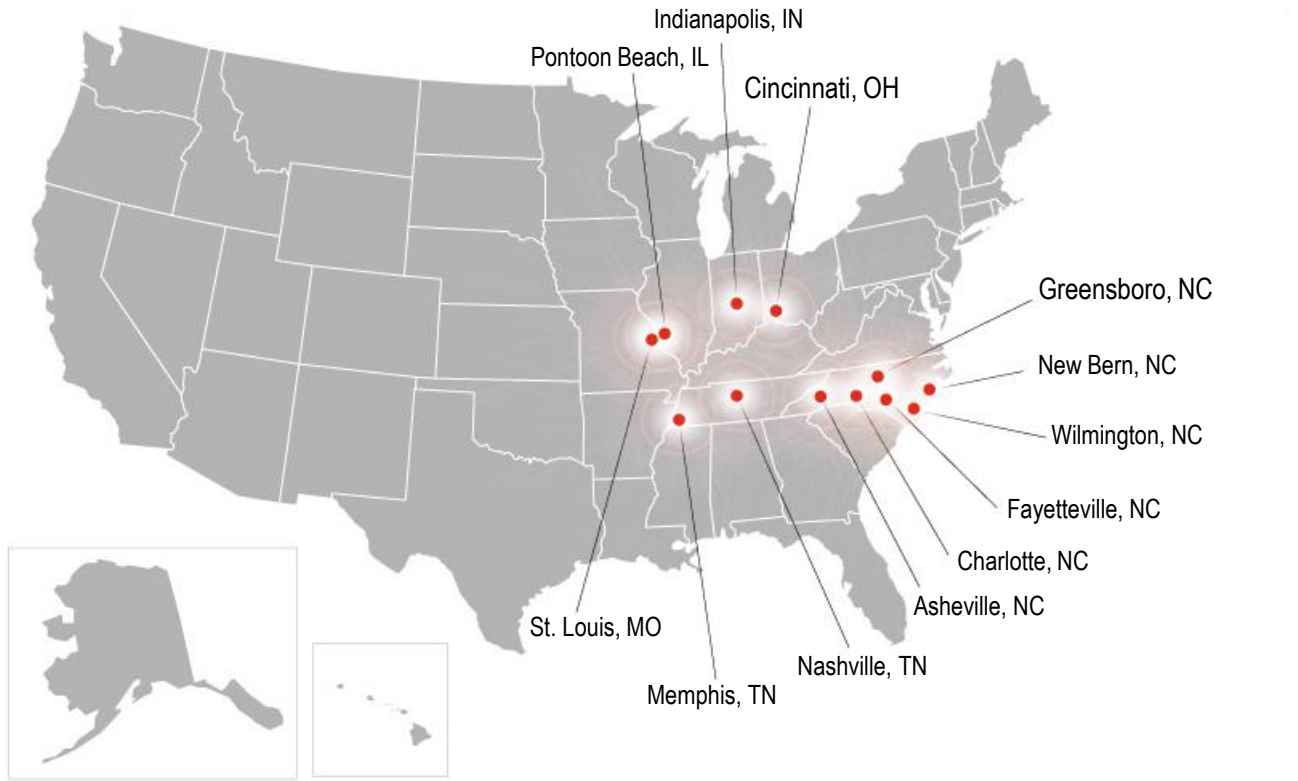 Indianapolis, IN
Pontoon Beach, IL
Cincinnati, OH
Greensboro, NC
New Bern, NC
Wilmington, NC
Fayetteville, NC
Charlotte, NC
Asheville, NC
St. Louis, MO
Nashville, TN
Memphis, TN